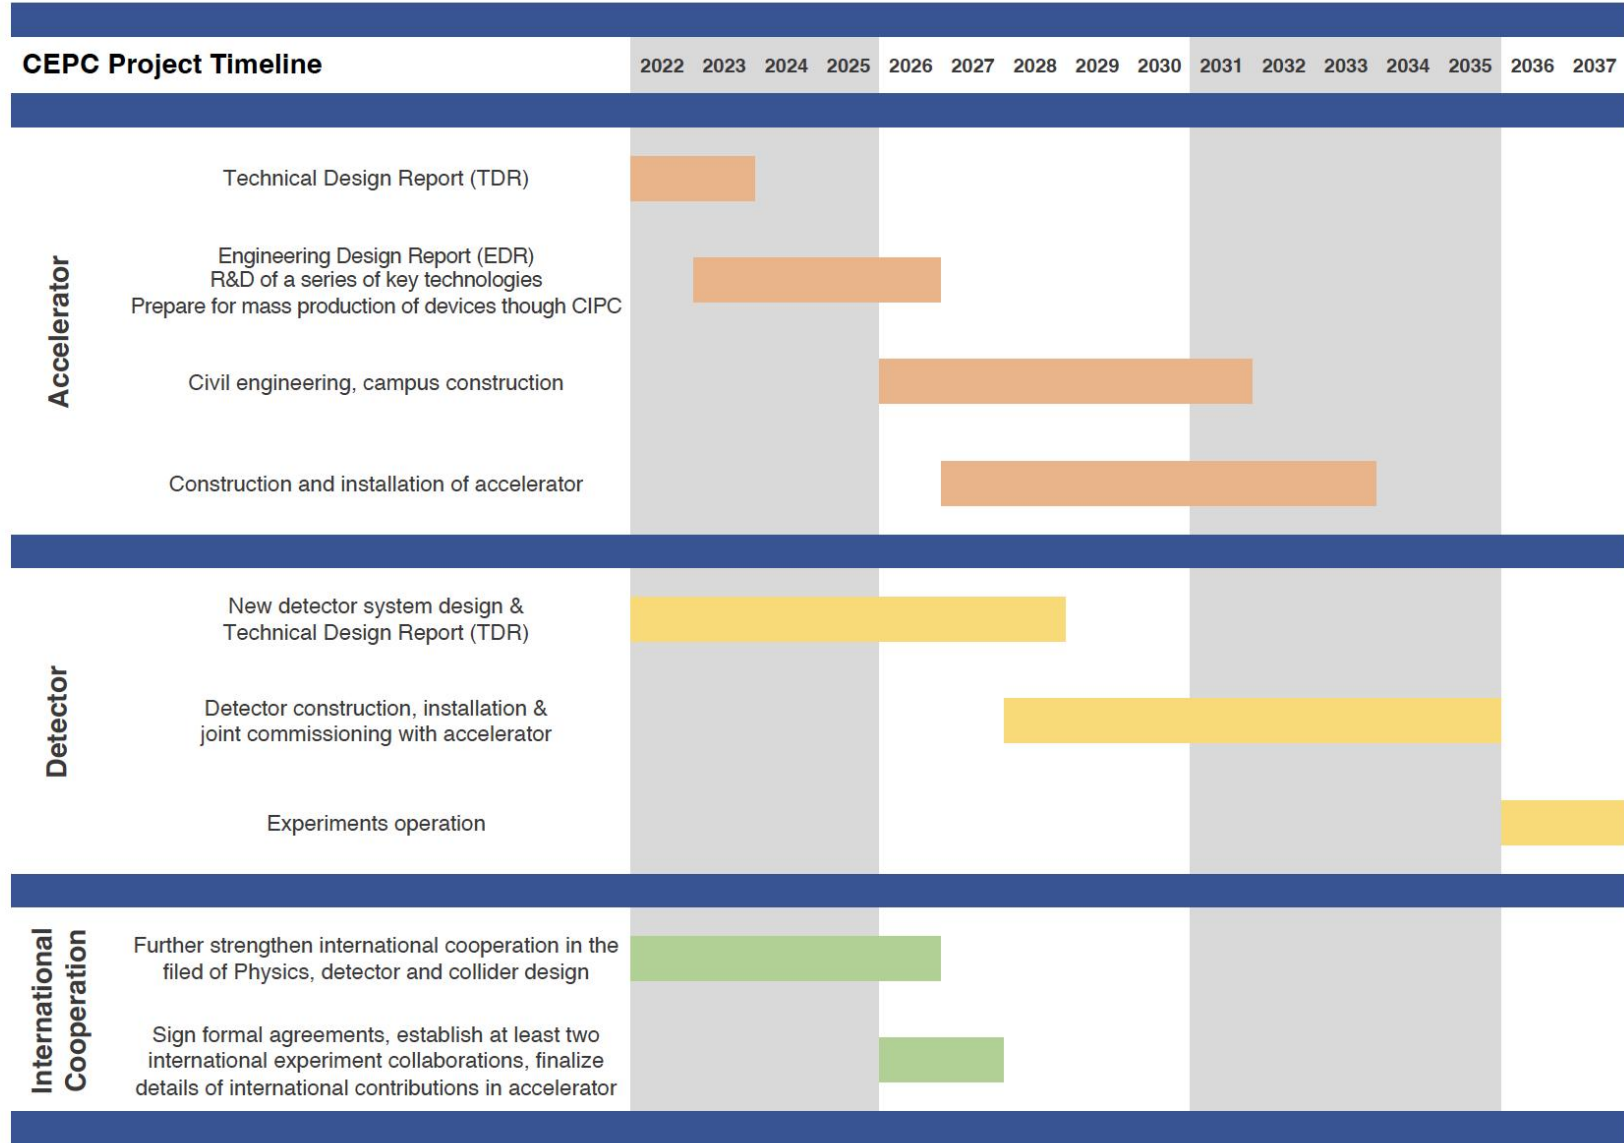 CEPC Project Timeline 2022 2023 2024 2025 2026 2027 2028 2029 2030 2031 2032 2033 2034 2035 2036 2037
Accelerator
Technical Design Report (TDR)
Engineering Design Report (EDR)
R&D of a series of key technologies
Prepare for mass production of devices though CIPC
Civil engineering, campus construction
Construction and installation of accelerator
Detector
New detector system design &
Technical Design Report (TDR)
Detector construction, installation &
joint commissioning with accelerator
Experiments operation
International
Cooperation
Further strengthen international cooperation in the
filed of Physics, detector and collider design
Sign formal agreements, establish at least two
international experiment collaborations, finalize
details of international contributions in accelerator